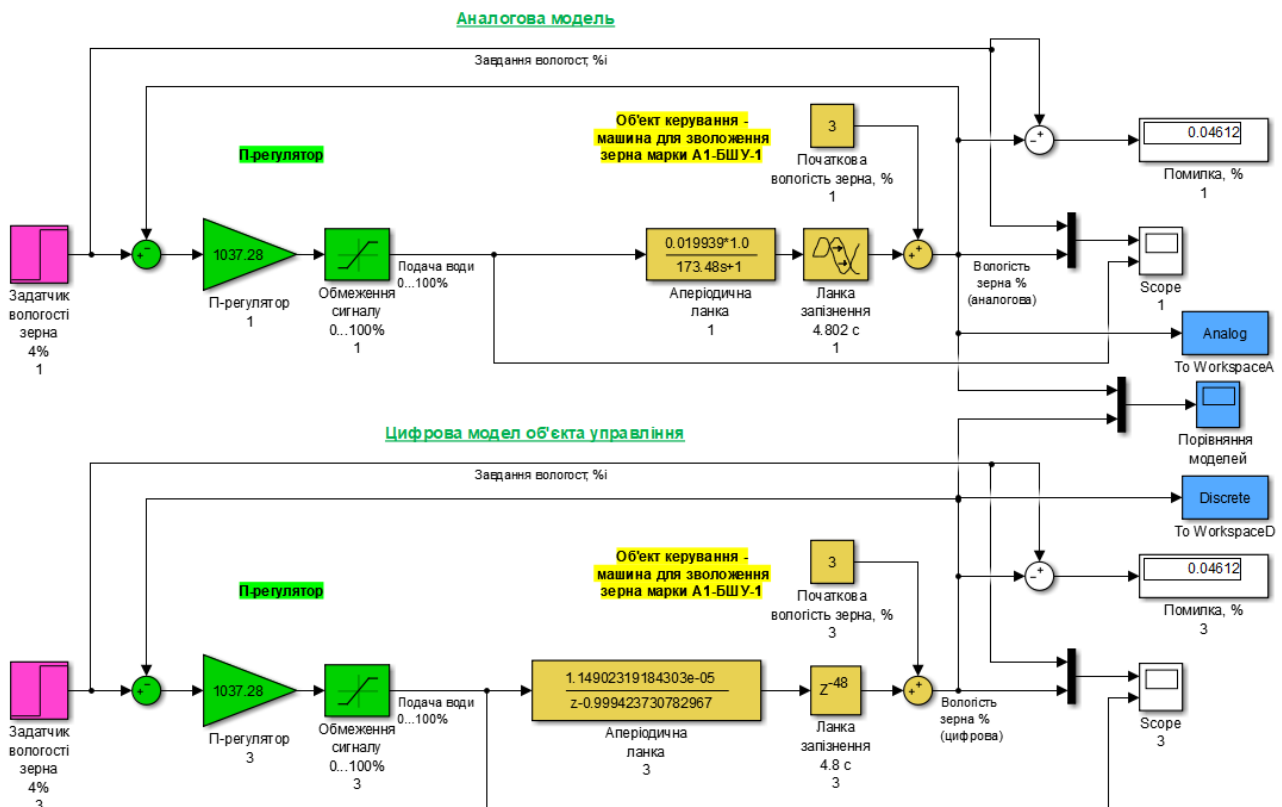 Аналогова модель
Завдання вологост, %і
П-регулятор
Об'єкт керування -
машина для зволоження
зерна марки А1-БШУ-1
3
Початкова
вологість зерна, %
1
0.04612
Помилка, %
1
Задатчик
вологості
зерна
4%
1
+ -
1037.28
П-регулятор
1
Обмеження
сигналу
0...100%
1
Подача води
0...100%
0.019939*1.0
173.48s+1
Аперіодична
ланка
1
Ланка
запізнення
4.802 с
1
+ +
Вологість
зерна %
(аналогова)
- +
Scope
1
Analog
To WorkspaceA
Порівняння
моделей
Цифрова модел об'єкта управління
Завдання вологост, %і
Discrete
To WorkspaceD
П-регулятор
Об'єкт керування -
машина для зволоження
зерна марки А1-БШУ-1
3
Початкова
вологість зерна, %
3
- +
0.04612
Помилка, %
3
Задатчик
вологості
зерна
4%
3
+ -
1037.28
П-регулятор
3
Обмеження
сигналу
0...100%
3
Подача води
0...100%
1.14902319184303e-05
z-0.999423730782967
Аперіодична
ланка
3
Z-48
Ланка
запізнення
4.8 с
3
+ +
Вологість
зерна %
(цифрова)
Scope
3